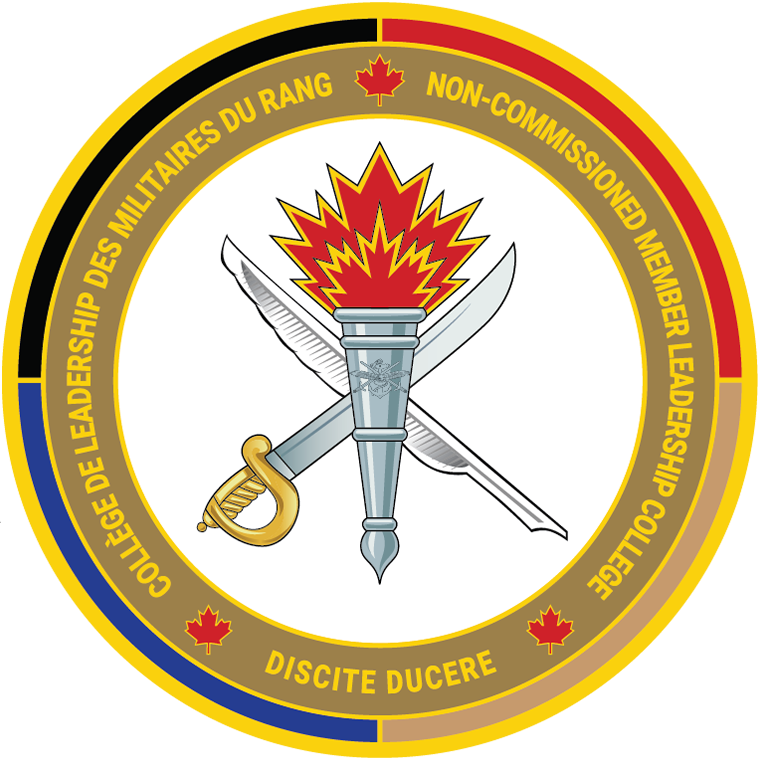 COLLÈGE DE LEADERSHIP DES MILITAIRES DU RANG
NON-COMMISSIONED MEMBER LEADERSHIP COLLEGE
DISCITE DUCERE